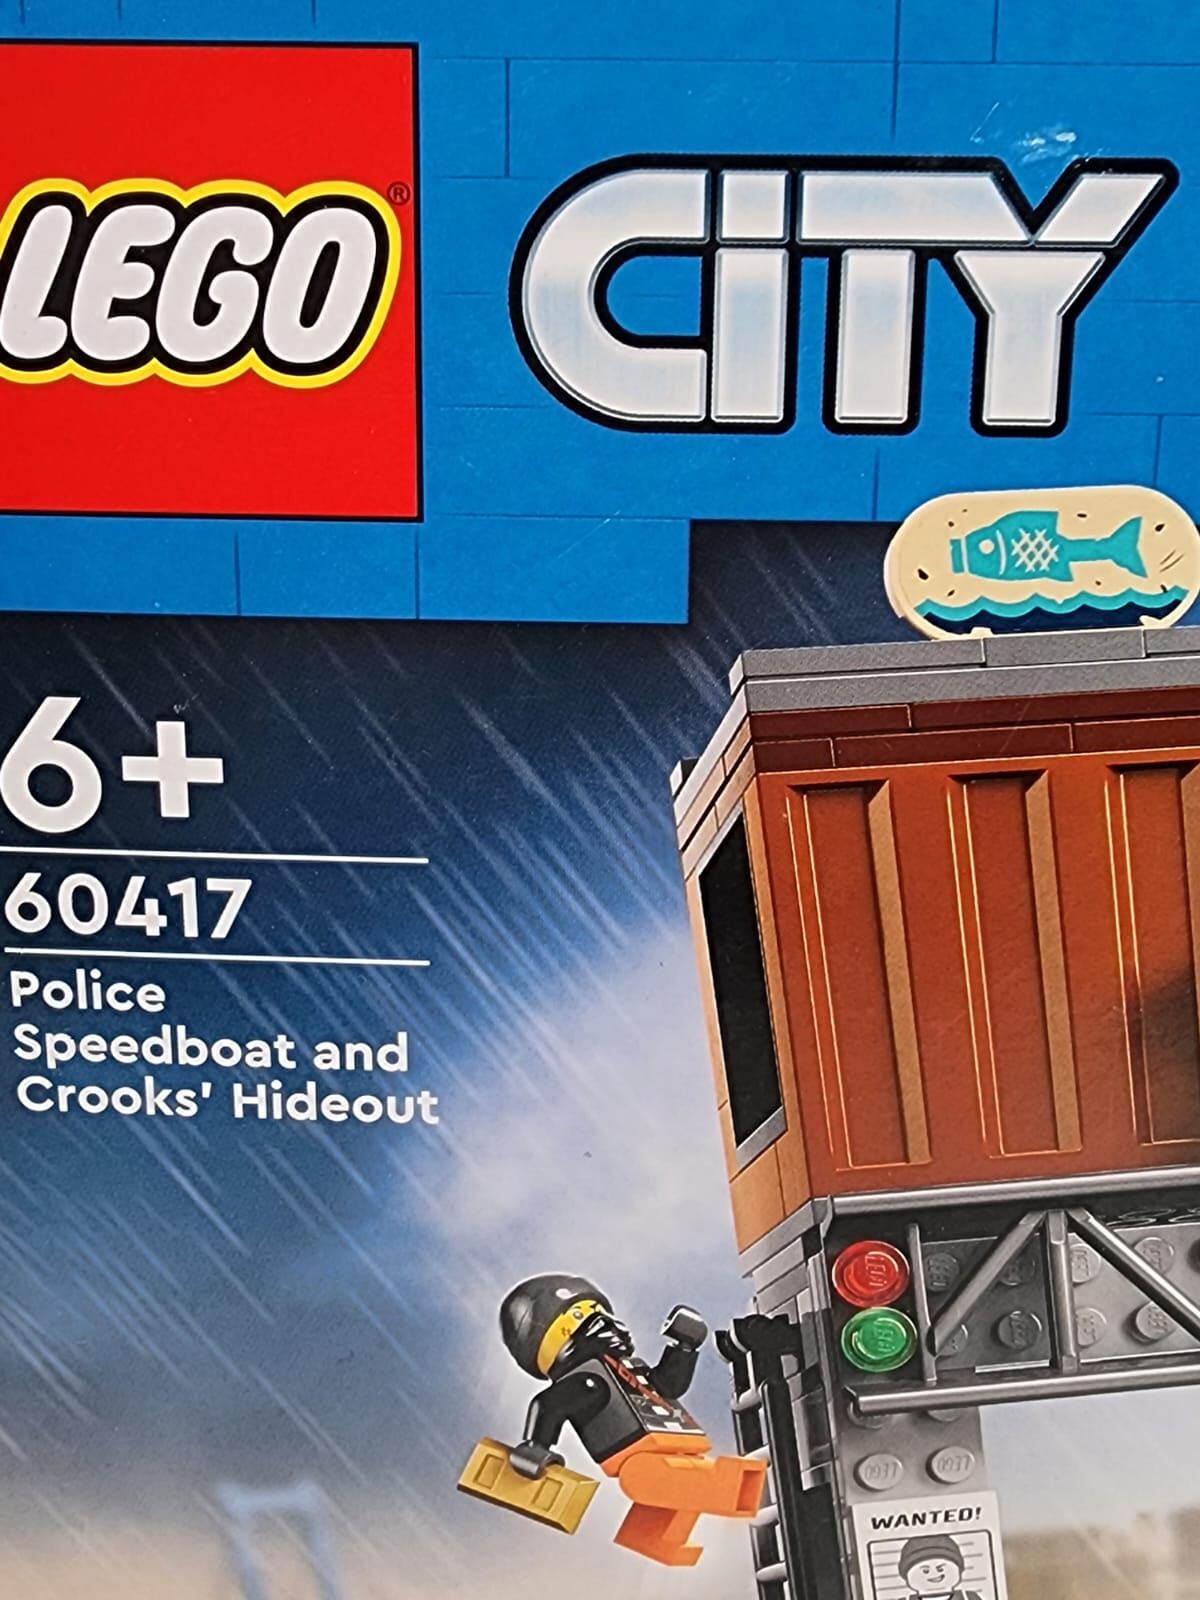 LEGO®
CITY
6+
60417
Police
Speedboat and
Crooks' Hideout
WANTED!